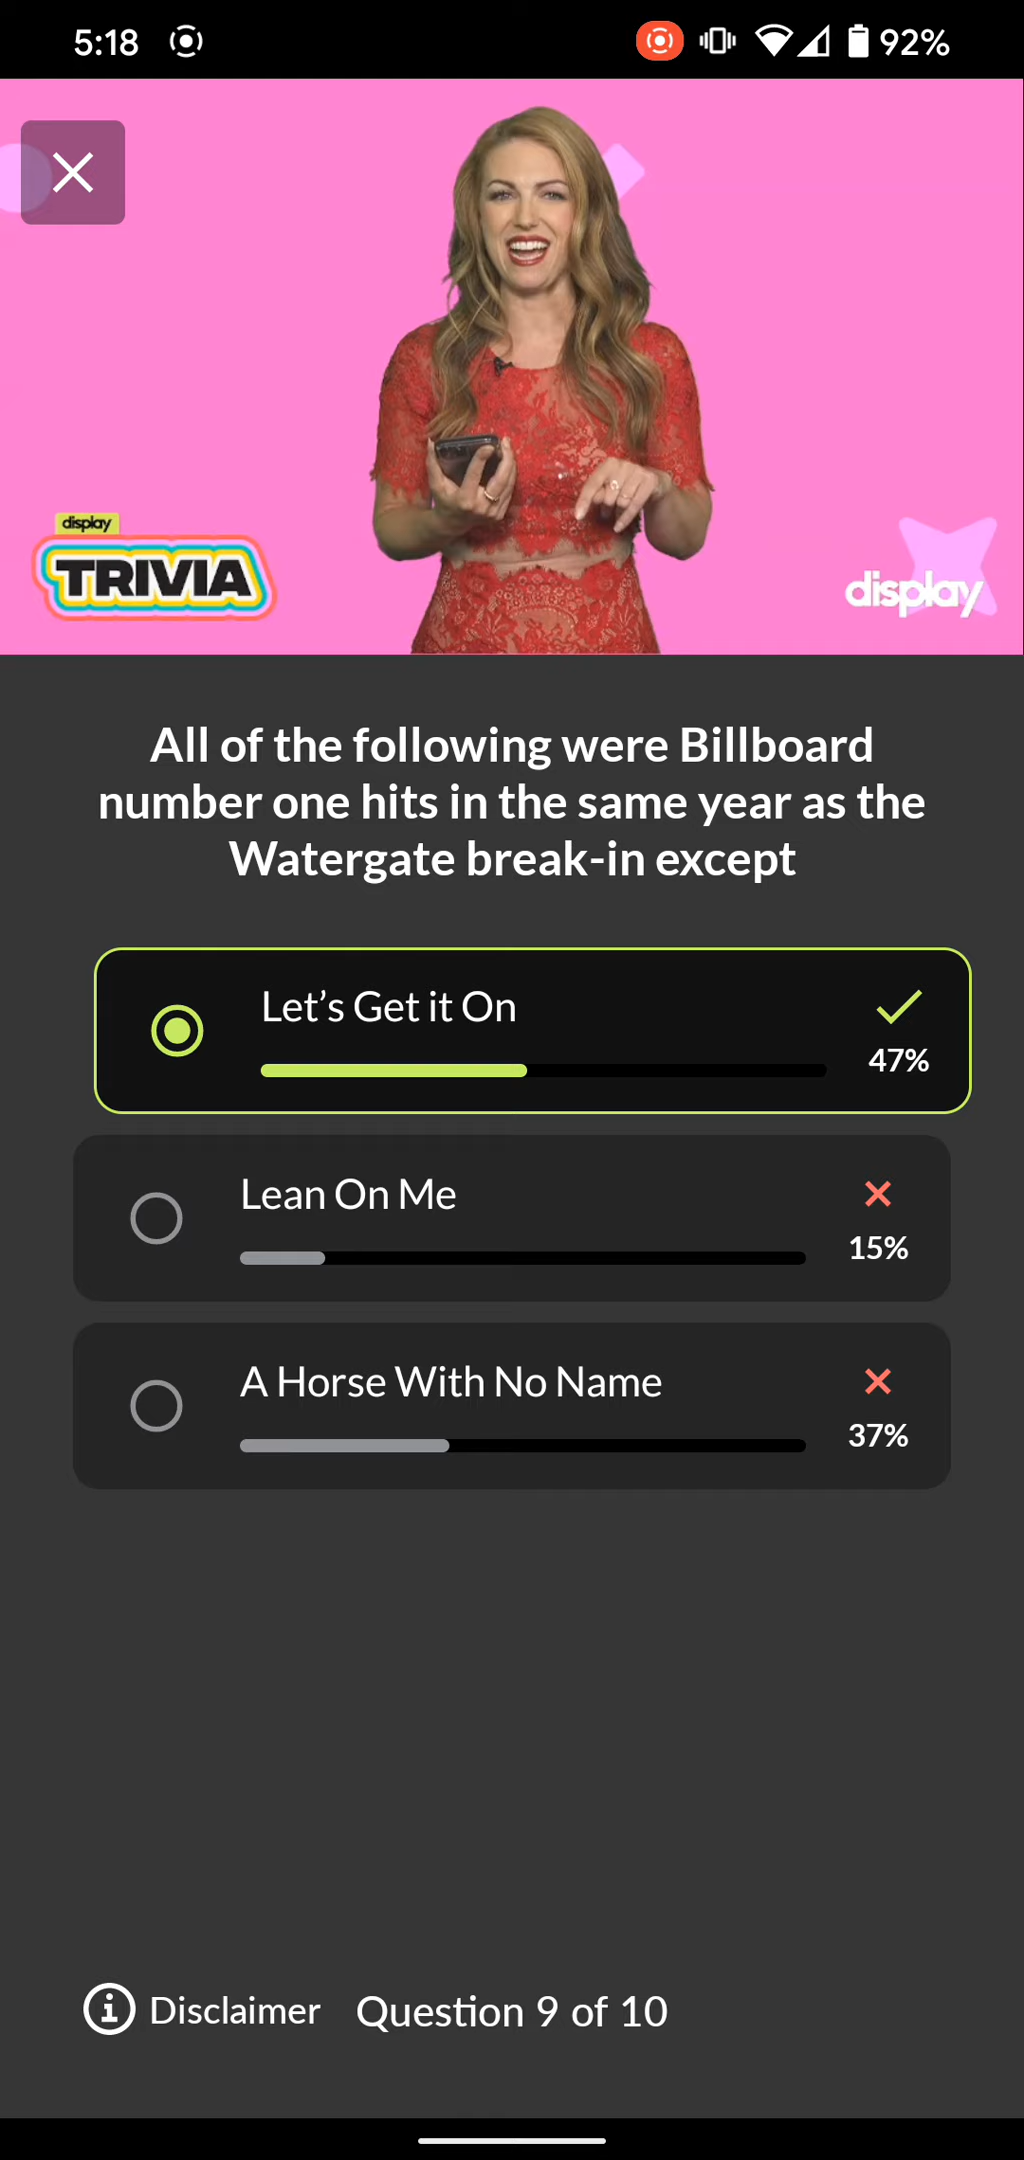 5:18
92%
display
TRIVIA
display
All of the following were Billboard
number one hits in the same year as the
Watergate break-in except
Let’s Get it On
47%
Lean On Me
15%
A Horse With No Name
37%
Disclaimer
Question 9 of 10